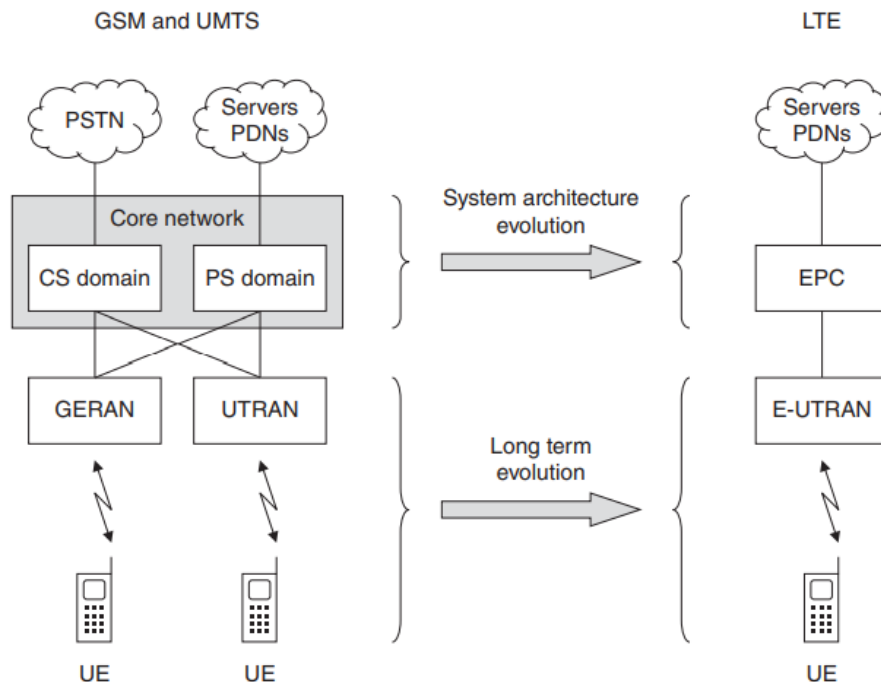 GSM and UMTS
LTE
PSTN
Servers
PDNs
Servers
PDNs
Core network
System architecture
evolution
CS domain
PS domain
EPC
GERAN
UTRAN
E-UTRAN
Long term
evolution
UE
UE
UE